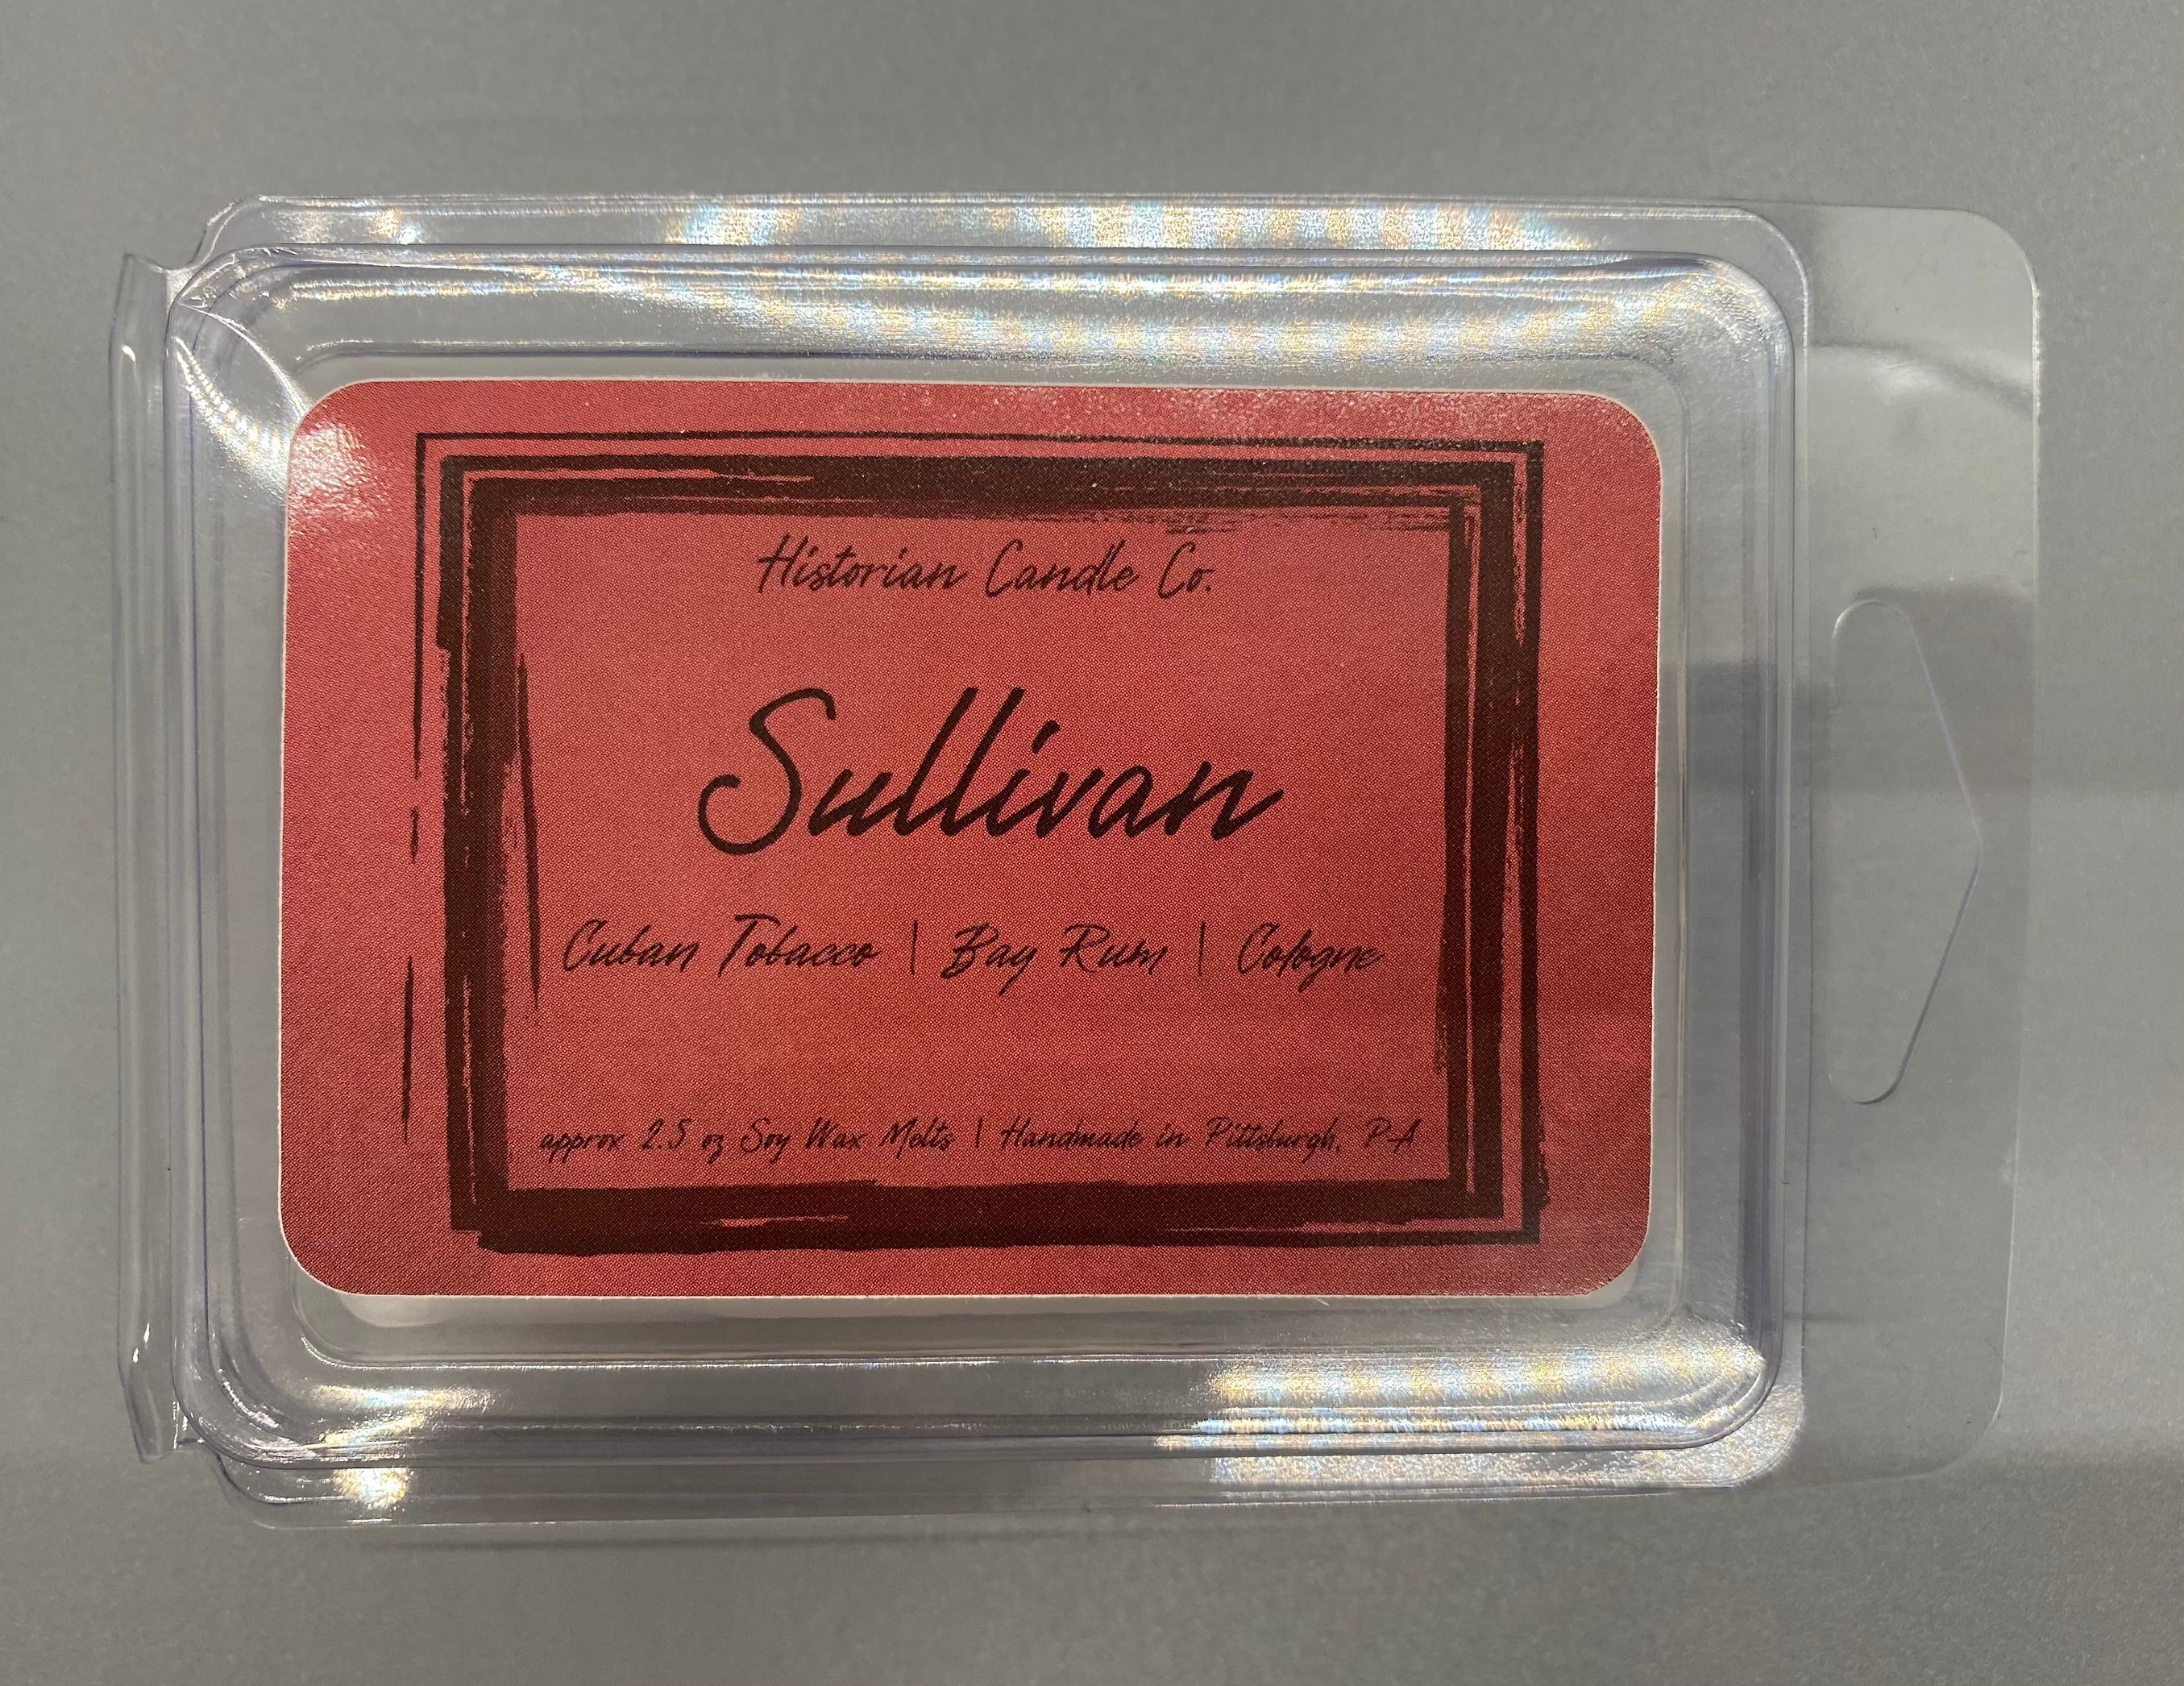 Historian Candle Co.
Sullivan
Cuban Tobacco | Bay Rum | Cologne
approx 2.5 oz Soy Wax Melts | Handmade in Pittsburgh, PA